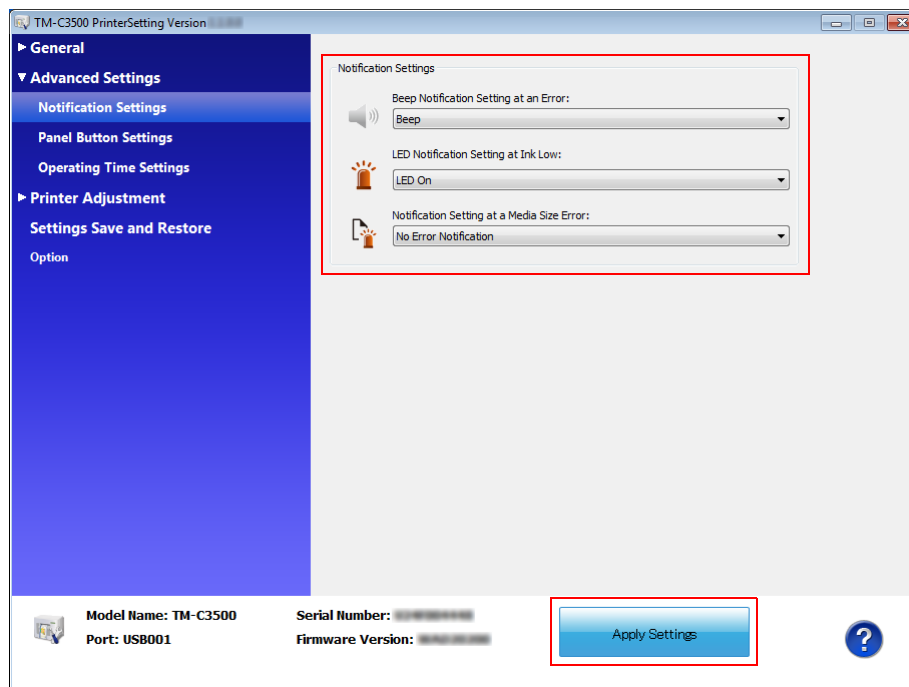 TM-C3500 PrinterSetting Version
General
Advanced Settings
Notification Settings
Panel Button Settings
Operating Time Settings
Printer Adjustment
Settings Save and Restore
Option
Notification Settings
Beep Notification Setting at an Error:
Beep
LED Notification Setting at Ink Low:
LED On
Notification Setting at a Media Size Error:
No Error Notification
Model Name: TM-C3500
Port: USB001
Serial Number:
Firmware Version:
Apply Settings
?